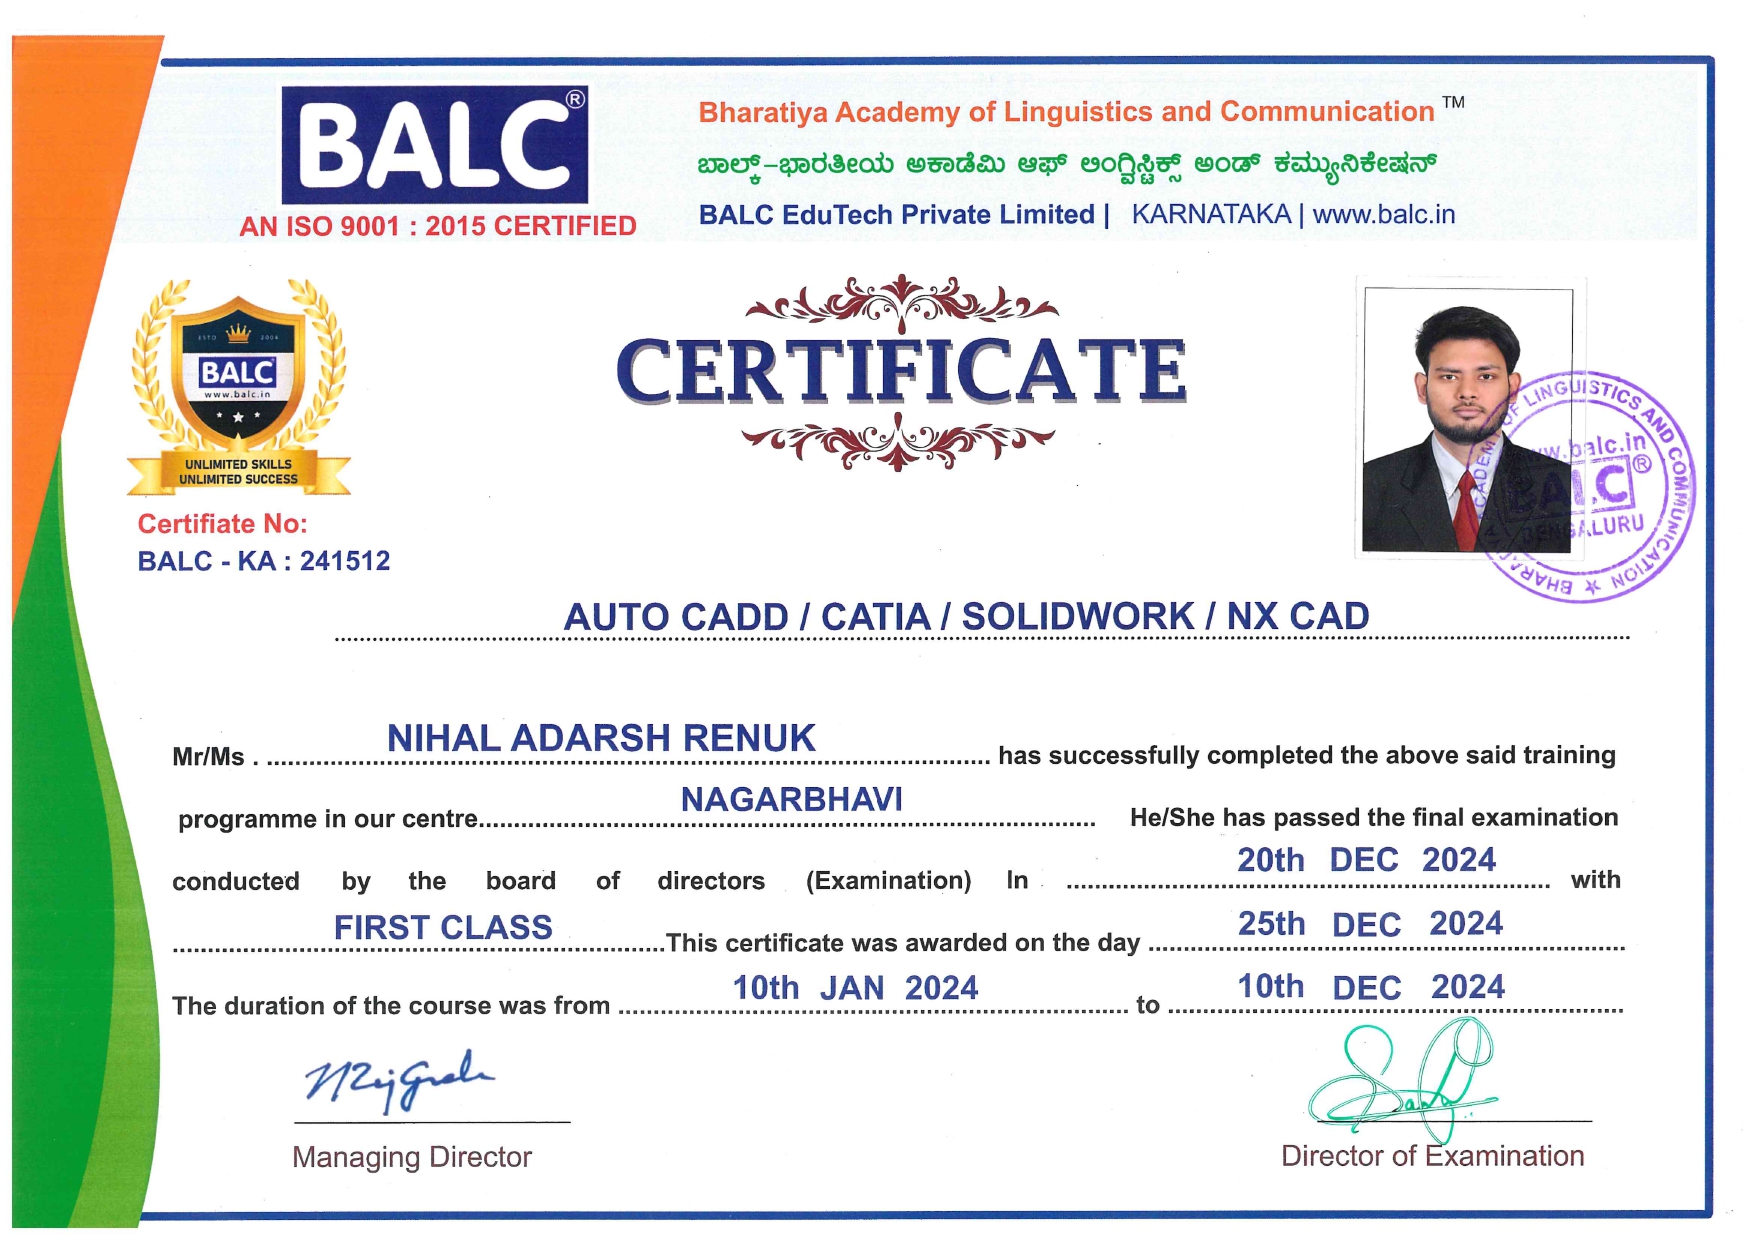 BALC®
AN ISO 9001 : 2015 CERTIFIED
Bharatiya Academy of Linguistics and Communication ™
ಬಾಲ್ಕ್-ಭಾರತೀಯ ಅಕಾಡೆಮಿ ಆಫ್ ಲಿಂಗ್ವಿಸ್ಟಿಕ್ಸ್ ಅಂಡ್ ಕಮ್ಯುನಿಕೇಷನ್
BALC EduTech Private Limited | KARNATAKA | www.balc.in
ESTD 2004
BALC
www.balc.in
UNLIMITED SKILLS
UNLIMITED SUCCESS
CERTIFICATE
LINGUISTICS AND COMMUNICATION
balc.in
BALC®
BENGALURU
Certifiate No:
BALC - KA : 241512
AUTO CADD / CATIA / SOLIDWORK / NX CAD
Mr/Ms . NIHAL ADARSH RENUK has successfully completed the above said training
programme in our centre NAGARBHAVI He/She has passed the final examination
conducted by the board of directors (Examination) In 20th DEC 2024 with
FIRST CLASS This certificate was awarded on the day 25th DEC 2024
The duration of the course was from 10th JAN 2024 to 10th DEC 2024
Managing Director
Director of Examination